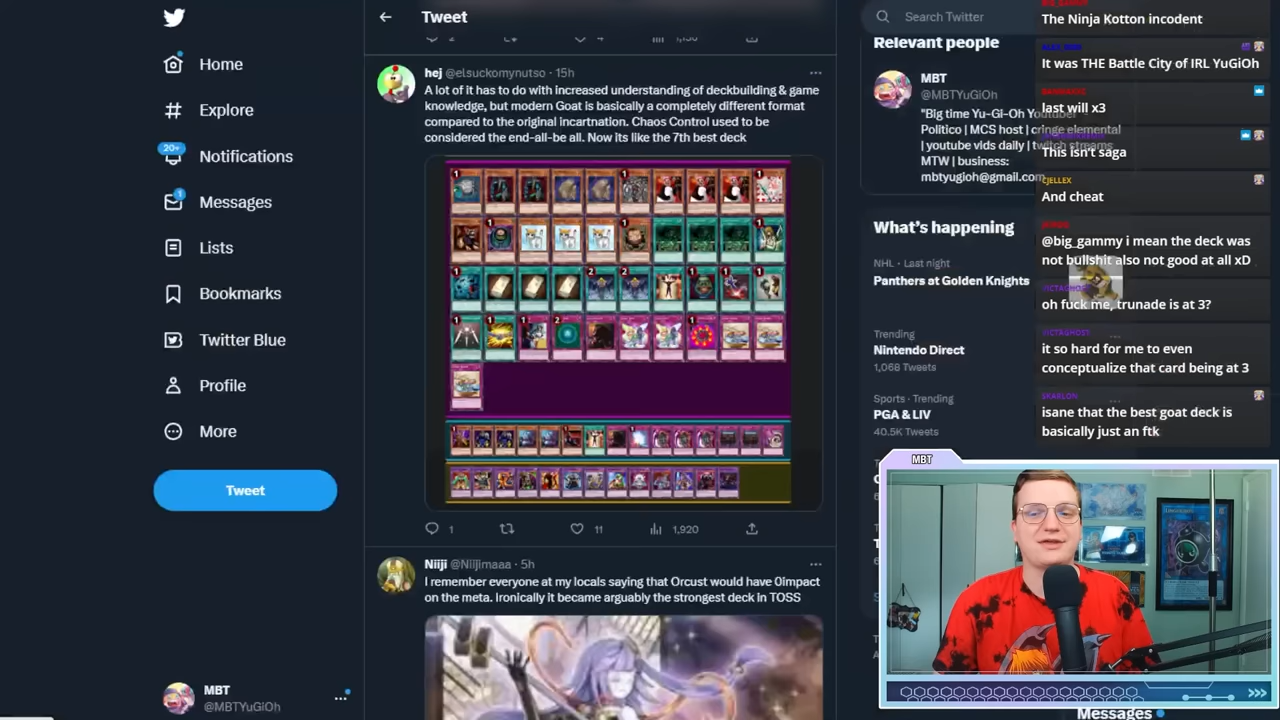 Home
Explore
20+
Notifications
1
Messages
Lists
Bookmarks
Twitter Blue
Profile
More
Tweet
MBT
@MBTYuGiOh
Tweet
hej @elsuckomynutso · 15h
A lot of it has to do with increased understanding of deckbuilding & game
knowledge, but modern Goat is basically a completely different format
compared to the original incartnation. Chaos Control used to be
considered the end-all-be all. Now its like the 7th best deck
1
11
1,920
Niiji @Niijimaaa · 5h
I remember everyone at my locals saying that Orcust would have 0impact
on the meta. Ironically it became arguably the strongest deck in TOSS
Search Twitter
Relevant people
MBT
@MBTYuGiOh
"Big time Yu-Gi-Oh Youtuber
Politico | MCS host | cringe elemental
| youtube vids daily | twitch streams
MTW | business:
mbtyugioh@gmail.com
What's happening
NHL · Last night
Panthers at Golden Knights
Trending
Nintendo Direct
1,068 Tweets
Sports · Trending
PGA & LIV
40.5K Tweets
The Ninja Kotton incodent
It was THE Battle City of IRL YuGiOh
last will x3
This isn't saga
CJELLEX
And cheat
@big_gammy i mean the deck was
not bullshit also not good at all xD
VICTAGHOST
oh fuck me, trunade is at 3?
VICTAGHOST
it so hard for me to even
conceptualize that card being at 3
SKARLON
isane that the best goat deck is
basically just an ftk
MBT
Messages